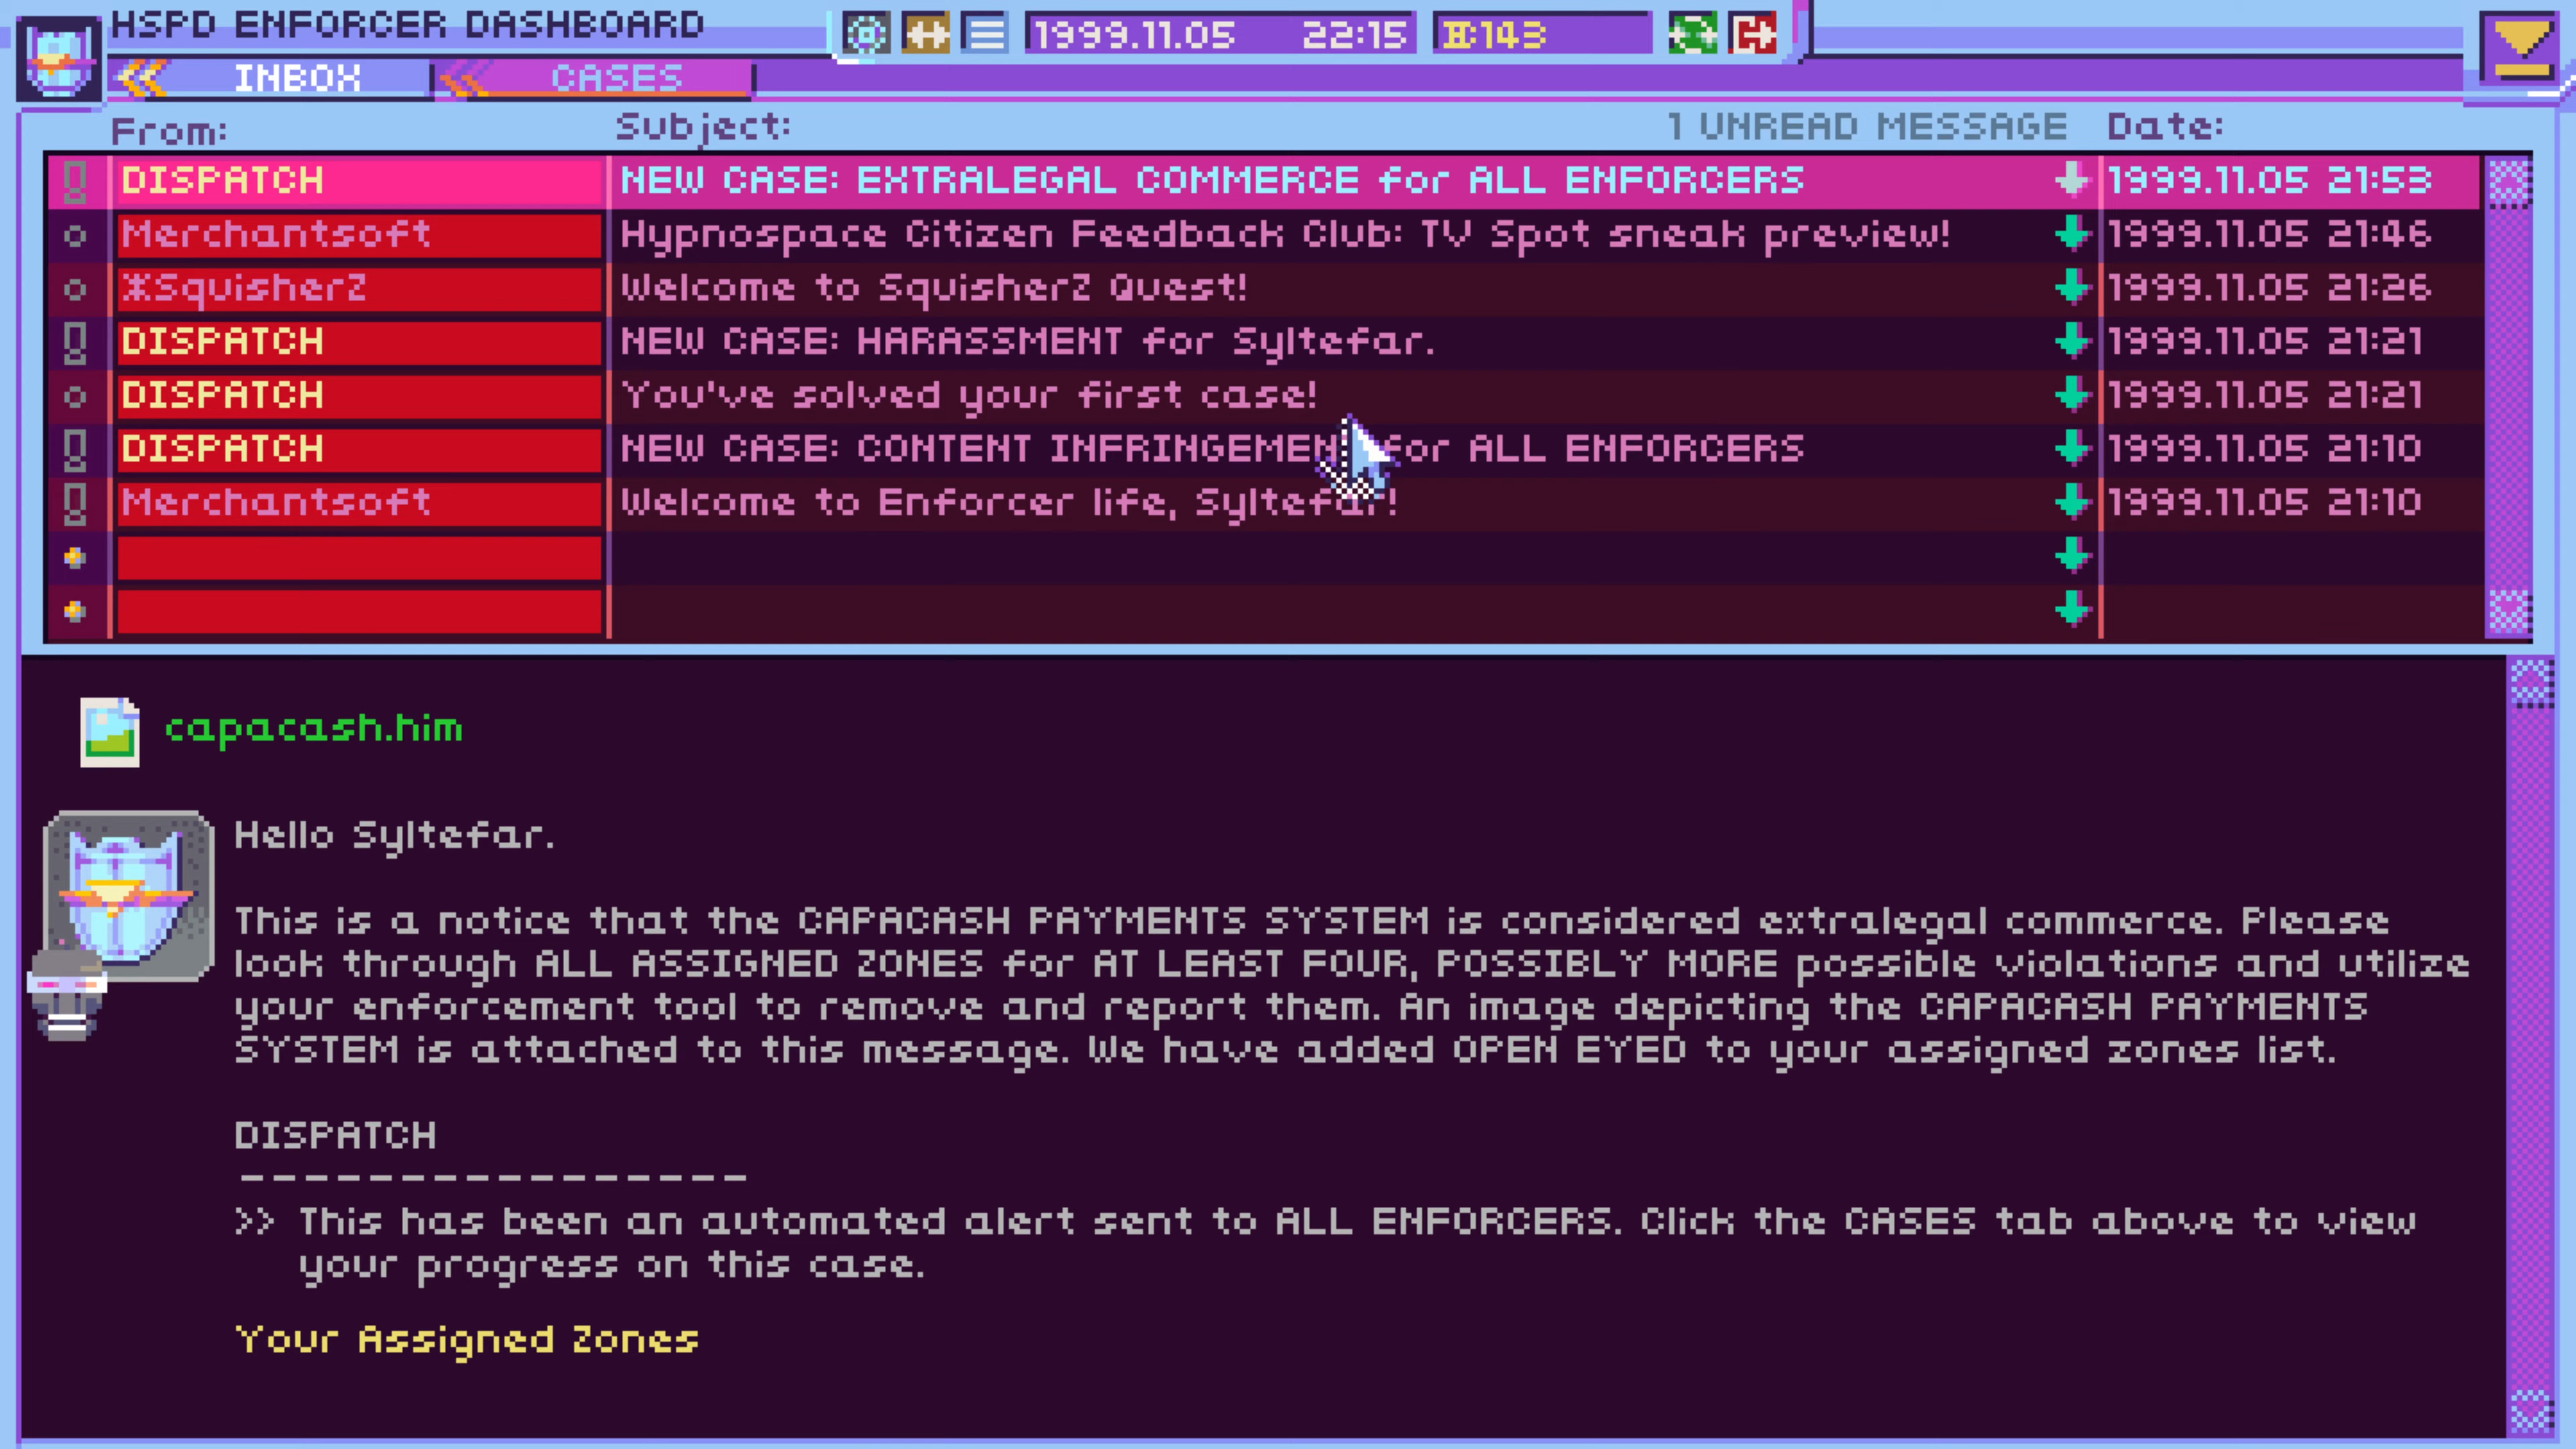 HSPD ENFORCER DASHBOARD
1999.11.05 22:15
:143
INBOX
CASES
From: Subject: 1 UNREAD MESSAGE Date:
DISPATCH NEW CASE: EXTRALEGAL COMMERCE for ALL ENFORCERS 1999.11.05 21:53
Merchantsoft Hypnospace Citizen Feedback Club: TV Spot sneak preview! 1999.11.05 21:46
*SquisherZ Welcome to SquisherZ Quest! 1999.11.05 21:26
DISPATCH NEW CASE: HARASSMENT for Syltefar. 1999.11.05 21:21
DISPATCH You've solved your first case! 1999.11.05 21:21
DISPATCH NEW CASE: CONTENT INFRINGEMENT for ALL ENFORCERS 1999.11.05 21:10
Merchantsoft Welcome to Enforcer life, Syltefar! 1999.11.05 21:10
capacash.him
Hello Syltefar.
This is a notice that the CAPACASH PAYMENTS SYSTEM is considered extralegal commerce. Please
look through ALL ASSIGNED ZONES for AT LEAST FOUR, POSSIBLY MORE possible violations and utilize
your enforcement tool to remove and report them. An image depicting the CAPACASH PAYMENTS
SYSTEM is attached to this message. We have added OPEN EYED to your assigned zones list.
DISPATCH
----------------
>> This has been an automated alert sent to ALL ENFORCERS. Click the CASES tab above to view
your progress on this case.
Your Assigned Zones